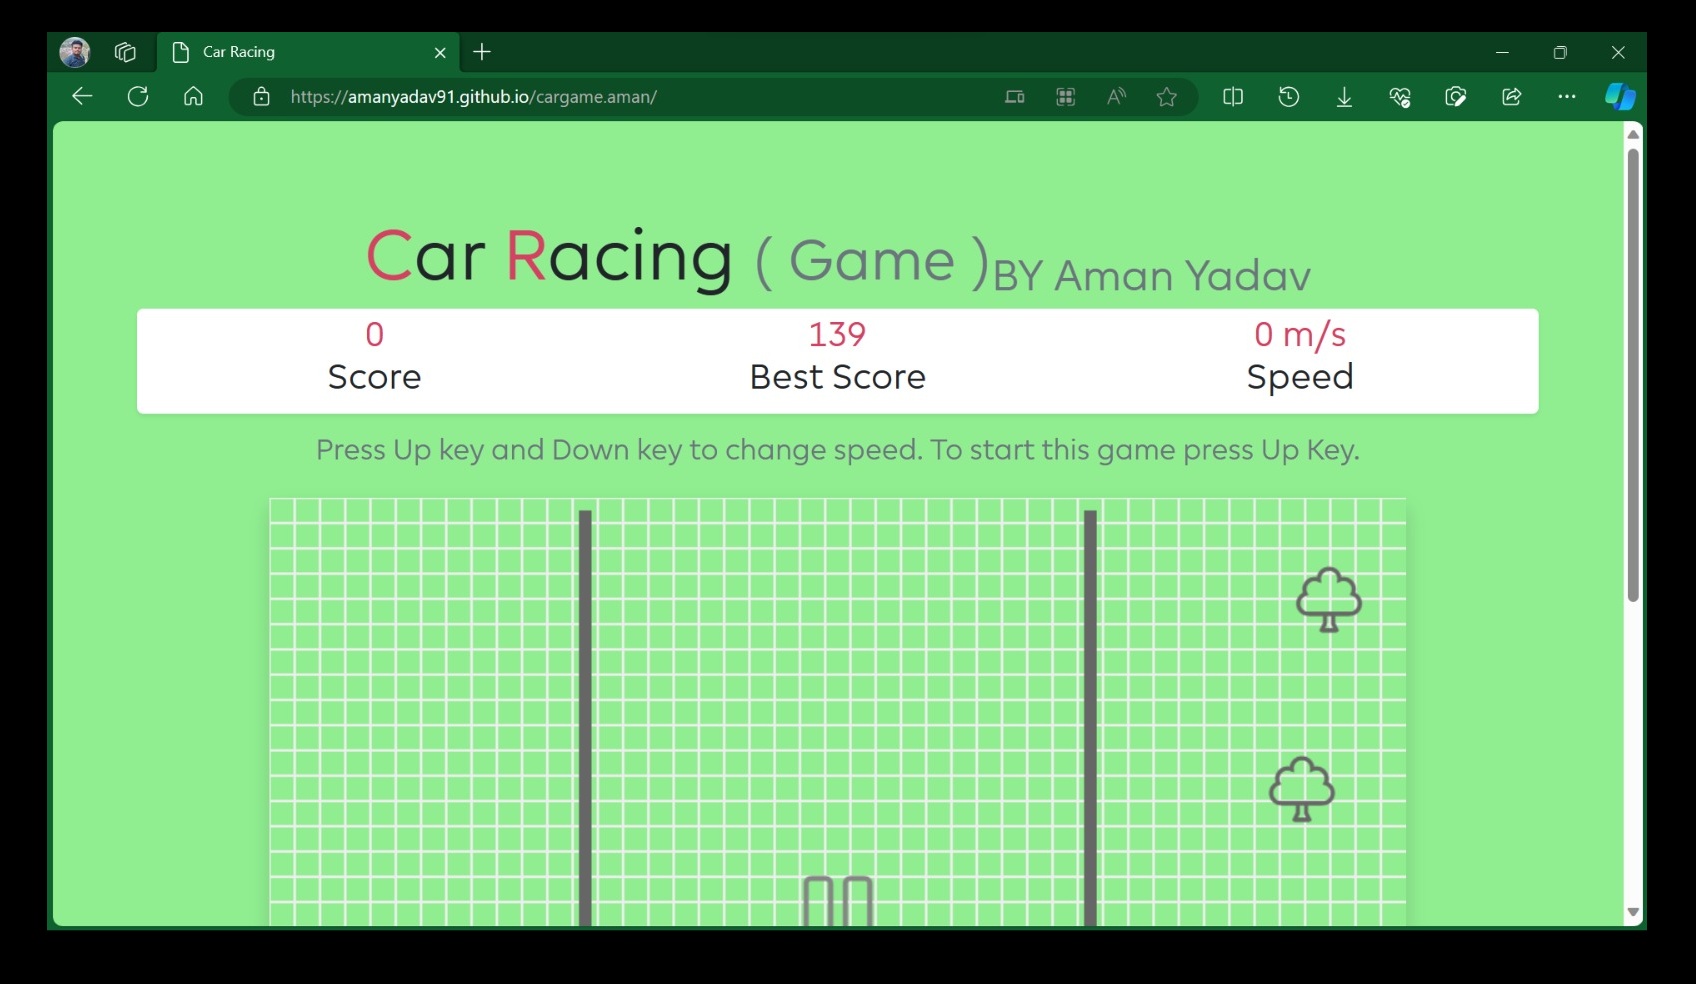 Car Racing
https://amanyadav91.github.io/cargame.aman/
Car Racing ( Game )BY Aman Yadav
0 139 0 m/s
Score Best Score Speed
Press Up key and Down key to change speed. To start this game press Up Key.